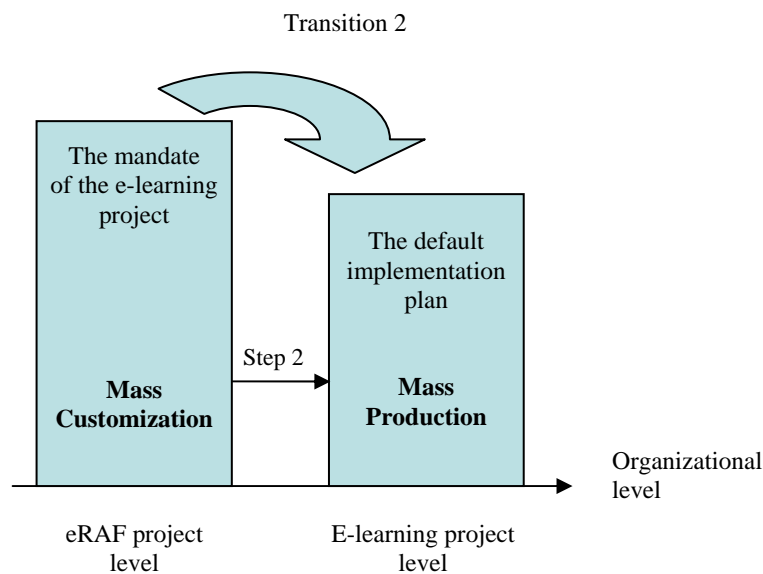 Transition 2
The mandate
of the e-learning
project
The default
implementation
plan
Step 2
Mass
Customization
Mass
Production
Organizational
level
eRAF project
level
E-learning project
level